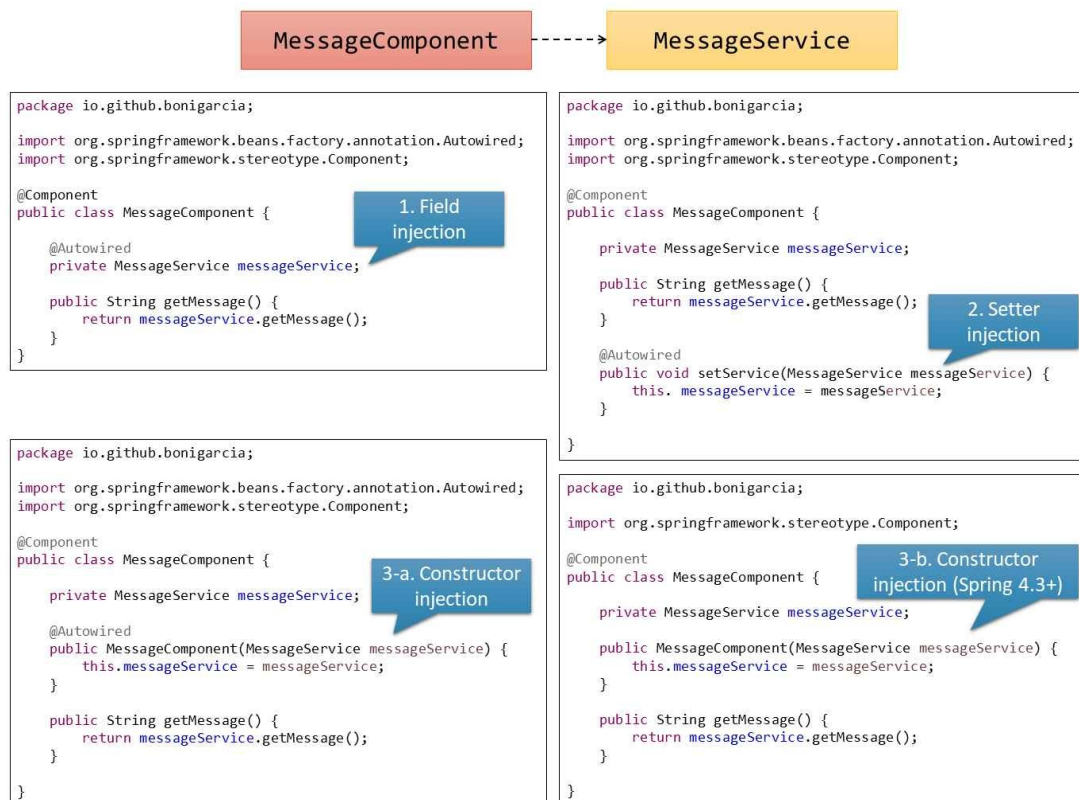 MessageComponent
MessageService
package io.github.bonigarcia;
import org.springframework.beans.factory.annotation.Autowired;
import org.springframework.stereotype.Component;
@Component
public class MessageComponent {
1. Field
injection
@Autowired
private MessageService messageService;
public String getMessage() {
return messageService.getMessage();
}
}
package io.github.bonigarcia;
import org.springframework.beans.factory.annotation.Autowired;
import org.springframework.stereotype.Component;
@Component
public class MessageComponent {
private MessageService messageService;
public String getMessage() {
return messageService.getMessage();
}
2. Setter
injection
@Autowired
public void setService(MessageService messageService) {
this. messageService = messageService;
}
}
package io.github.bonigarcia;
import org.springframework.beans.factory.annotation.Autowired;
import org.springframework.stereotype.Component;
@Component
public class MessageComponent {
3-a. Constructor
injection
private MessageService messageService;
@Autowired
public MessageComponent(MessageService messageService) {
this.messageService = messageService;
}
public String getMessage() {
return messageService.getMessage();
}
}
package io.github.bonigarcia;
import org.springframework.stereotype.Component;
@Component
public class MessageComponent {
3-b. Constructor
injection (Spring 4.3+)
private MessageService messageService;
public MessageComponent(MessageService messageService) {
this.messageService = messageService;
}
public String getMessage() {
return messageService.getMessage();
}
}